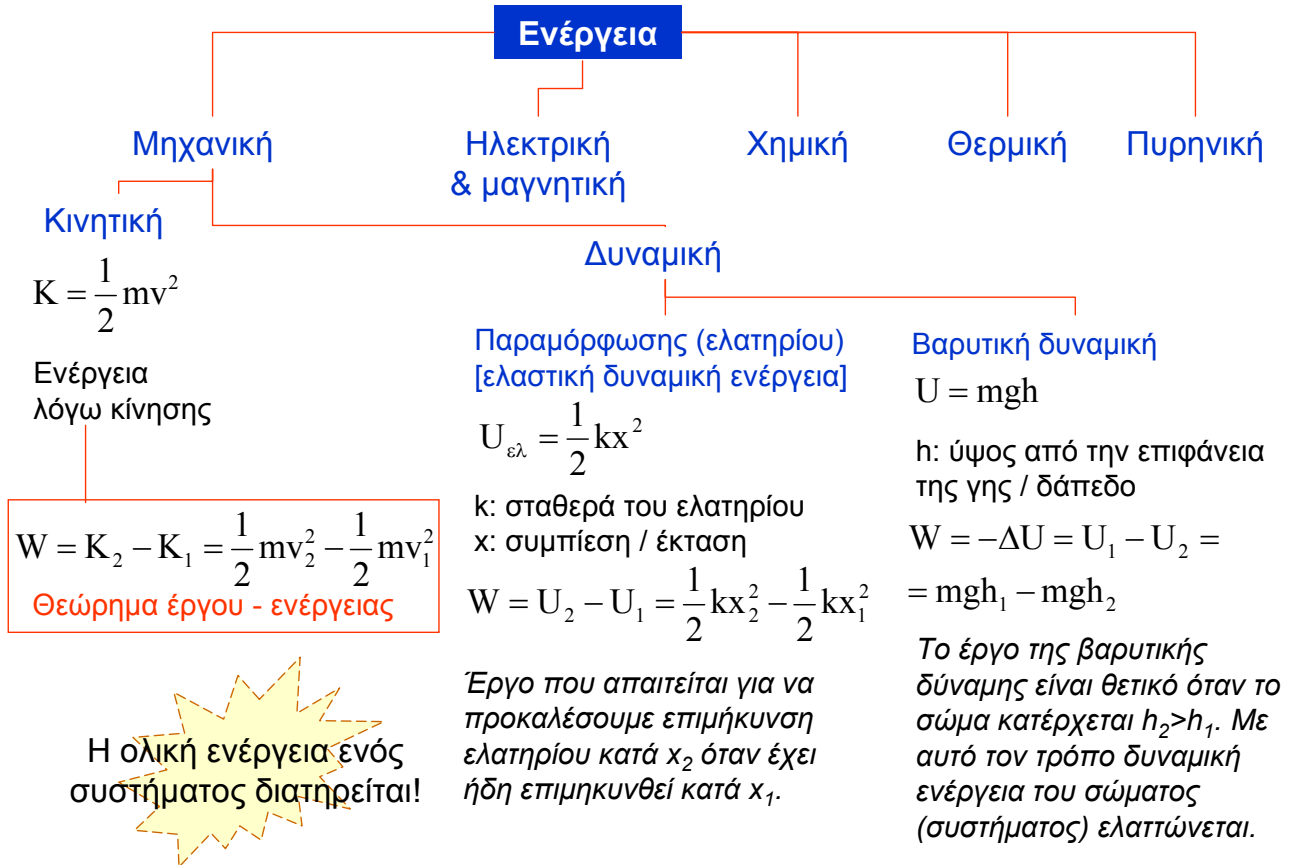 Ενέργεια
Μηχανική
Ηλεκτρική
& μαγνητική
Χημική
Θερμική
Πυρηνική
Κινητική
K = 1/2 mv²
Ενέργεια
λόγω κίνησης
W = K₂ − K₁ = 1/2 mv₂² − 1/2 mv₁²
Θεώρημα έργου - ενέργειας
Η ολική ενέργεια ενός
συστήματος διατηρείται!
Δυναμική
Παραμόρφωσης (ελατηρίου)
[ελαστική δυναμική ενέργεια]
U_ελ = 1/2 kx²
k: σταθερά του ελατηρίου
x: συμπίεση / έκταση
W = U₂ − U₁ = 1/2 kx₂² − 1/2 kx₁²
Έργο που απαιτείται για να
προκαλέσουμε επιμήκυνση
ελατηρίου κατά x₂ όταν έχει
ήδη επιμηκυνθεί κατά x₁.
Βαρυτική δυναμική
U = mgh
h: ύψος από την επιφάνεια
της γης / δάπεδο
W = −ΔU = U₁ − U₂ =
= mgh₁ − mgh₂
Το έργο της βαρυτικής
δύναμης είναι θετικό όταν το
σώμα κατέρχεται h₂>h₁. Με
αυτό τον τρόπο δυναμική
ενέργεια του σώματος
(συστήματος) ελαττώνεται.